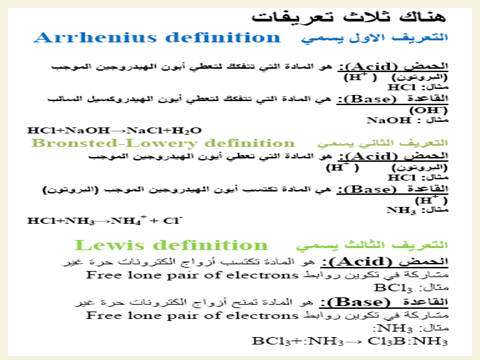 هناك ثلاث تعريفات
التعريف الاول يسمي Arrhenius definition
الحمض (Acid): هو المادة التي تتفكك لتعطي أيون الهيدروجين الموجب
(البروتون) (H⁺)
مثال: HCl
القاعدة (Base): هي المادة التي تتفكك لتعطي أيون الهيدروكسيل السالب
(OH⁻)
مثال : NaOH
HCl+NaOH→NaCl+H₂O
التعريف الثاني يسمي Bronsted-Lowery definition
الحمض (Acid): هو المادة التي تعطي أيون الهيدروجين الموجب
(البروتون) (H⁺)
مثال: HCl
القاعدة (Base): هي المادة تكتسب أيون الهيدروجين الموجب (البروتون)
(H⁺)
مثال: NH₃
HCl+NH₃→NH₄⁺ + Cl⁻
التعريف الثالث يسمي Lewis definition
الحمض (Acid): هو المادة تكتسب أزواج الكترونات حرة غير
مشاركة في تكوين روابط Free lone pair of electrons
مثال: BCl₃
القاعدة (Base): هو المادة تمنح أزواج الكترونات حرة غير
مشاركة في تكوين روابط Free lone pair of electrons
مثال: NH₃:
BCl₃+:NH₃→ Cl₃B:NH₃